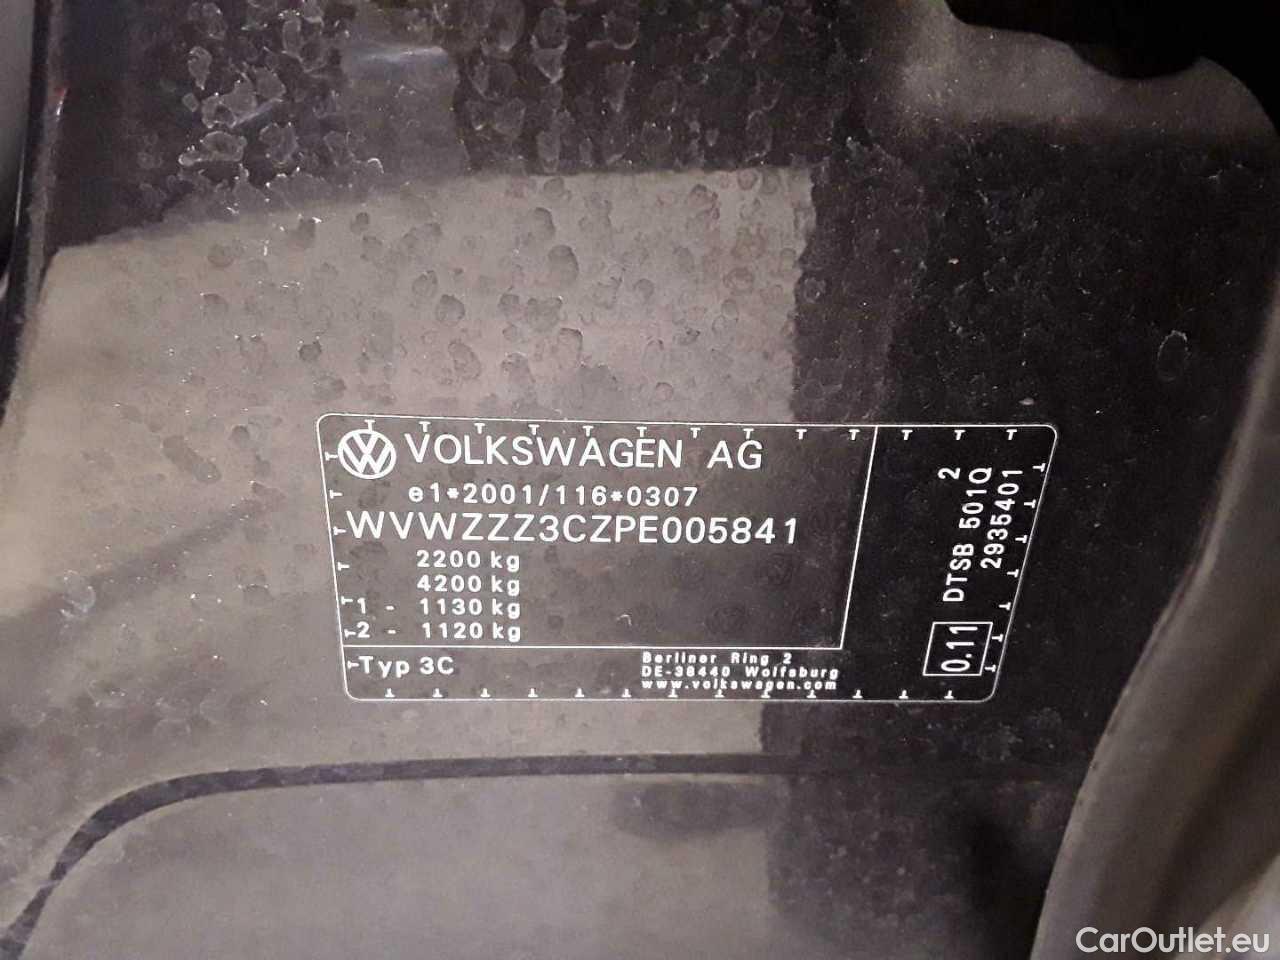 VOLKSWAGEN AG
e1*2001/116*0307
WVWZZZ3CZPE005841
2200 kg
4200 kg
1 - 1130 kg
2 - 1120 kg
Typ 3C
Berliner Ring 2
DE-38440 Wolfsburg
www.volkswagen.com
0.11
DTSB 501Q 2
2935401
CarOutlet.eu